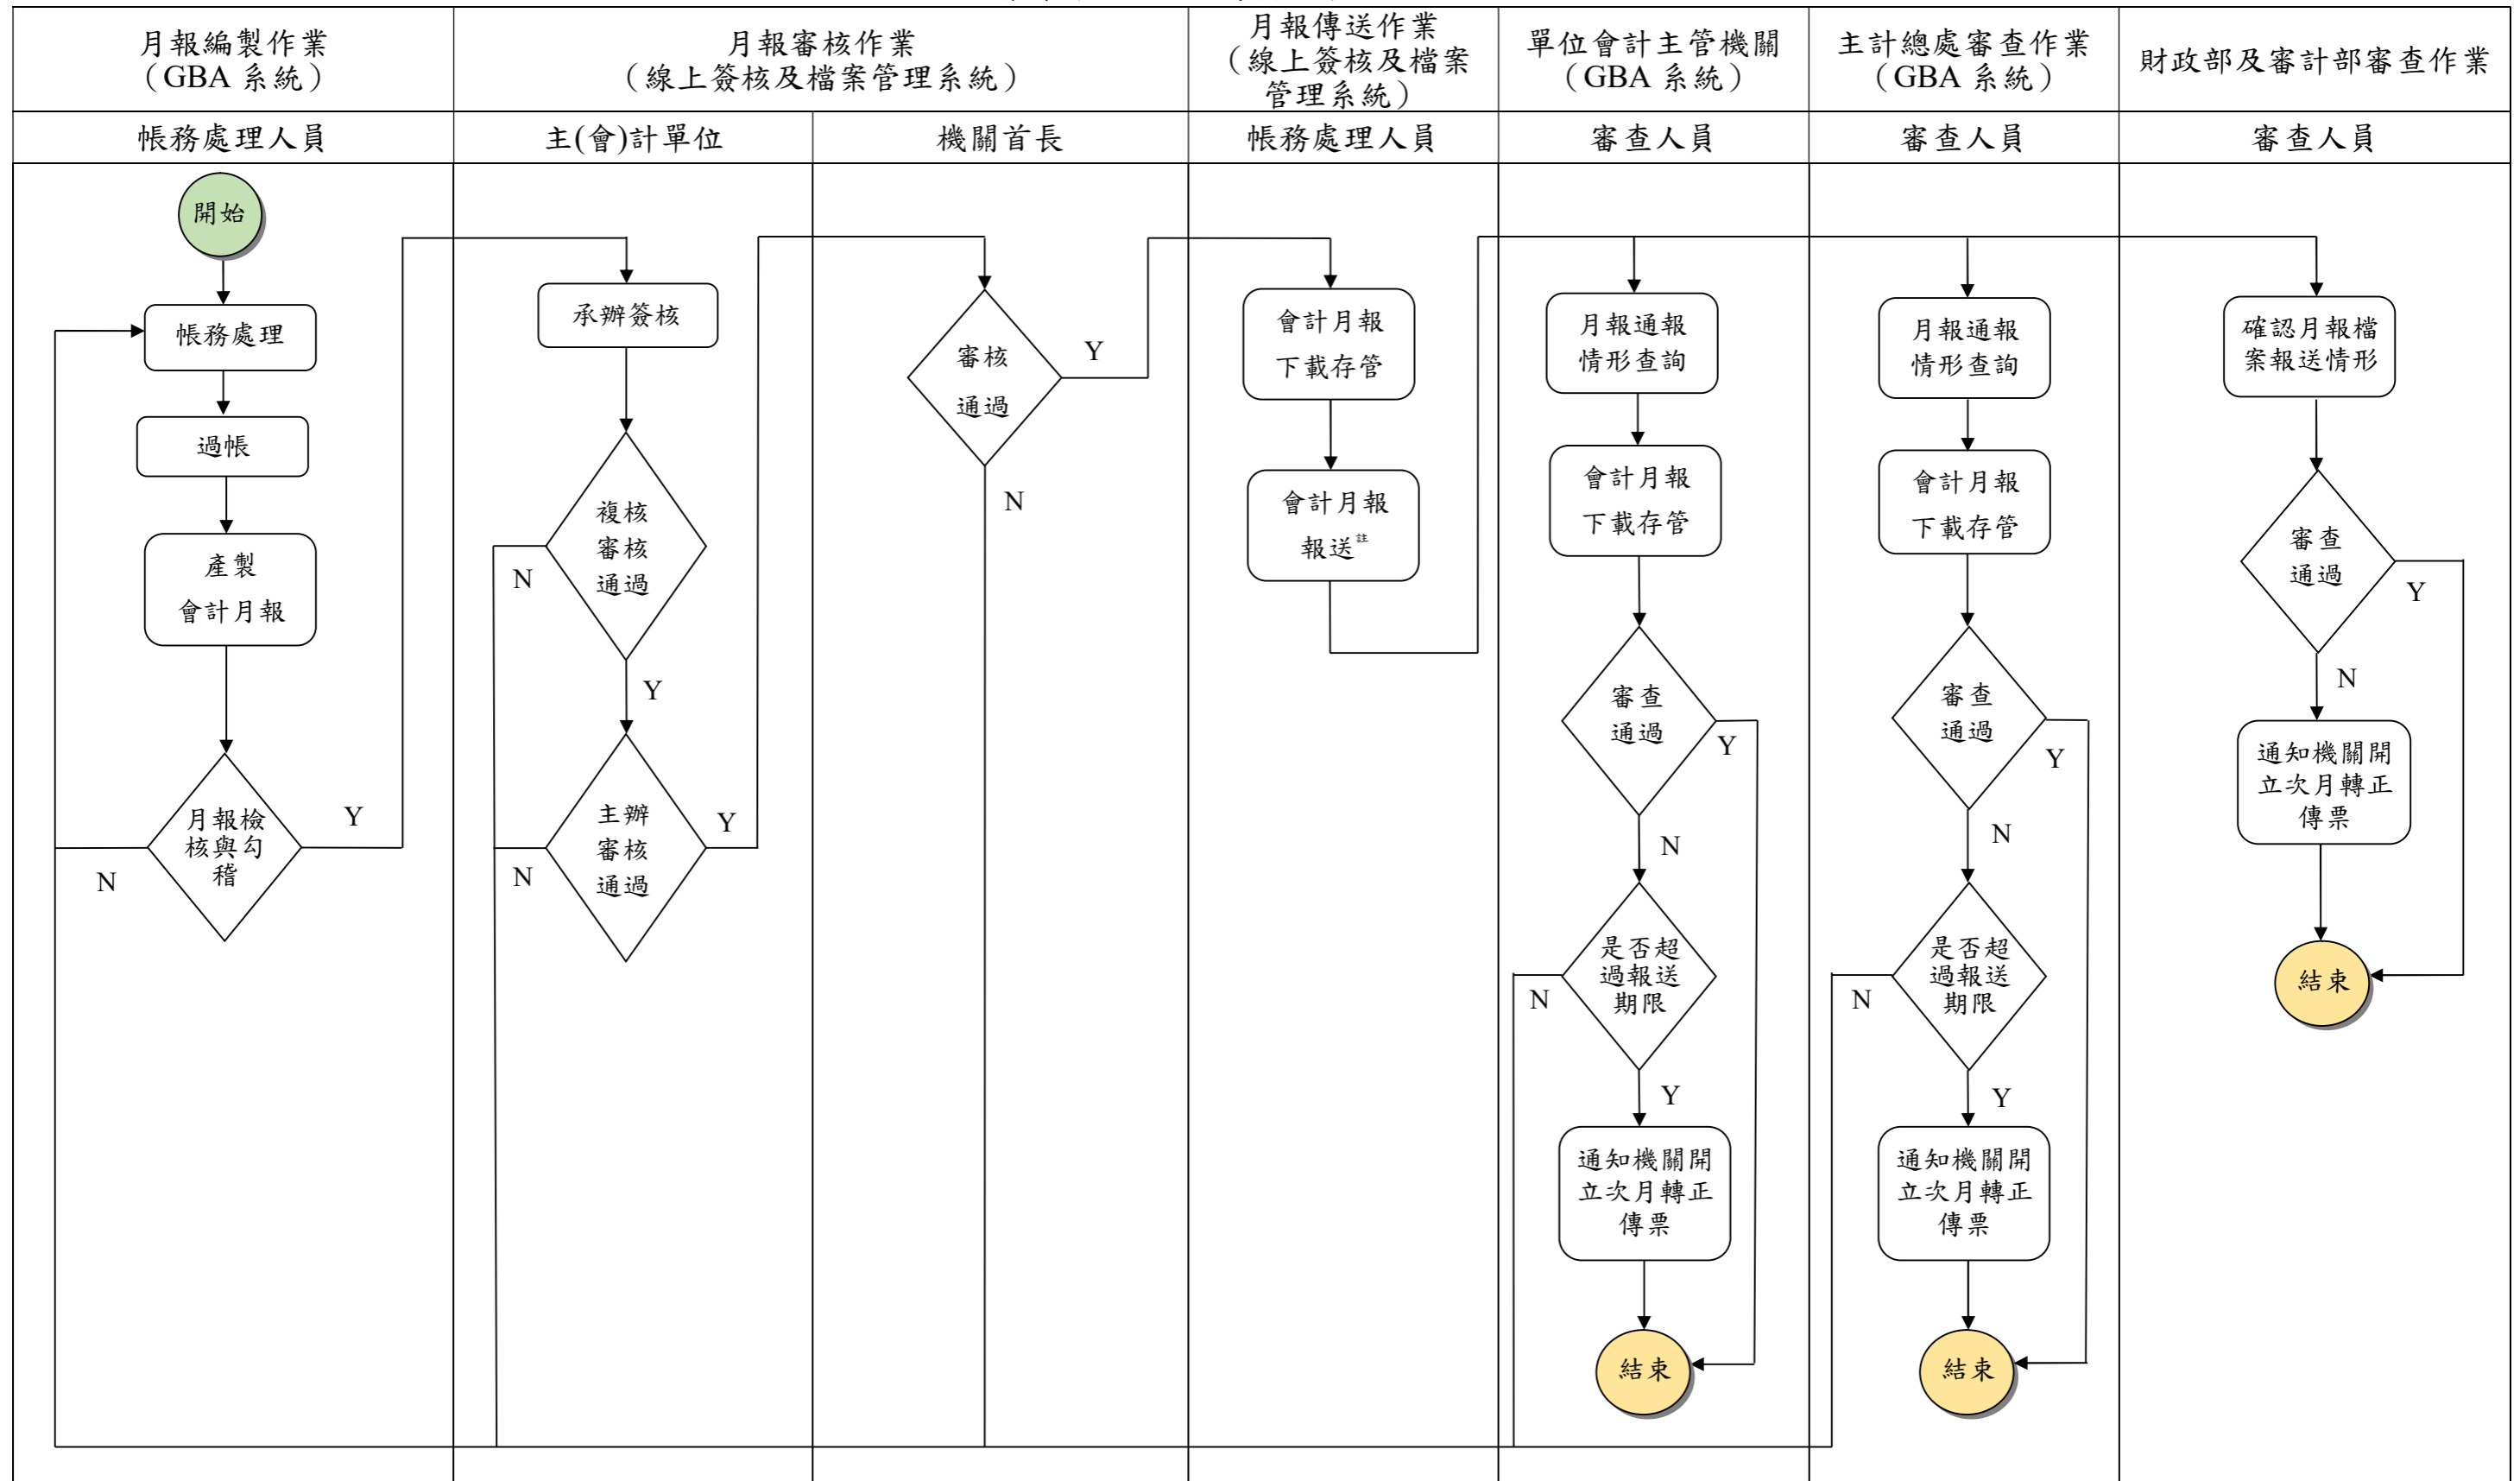 月報編製作業
（GBA 系統）
月報審核作業
（線上簽核及檔案管理系統）
月報傳送作業
（線上簽核及檔案
管理系統）
單位會計主管機關
（GBA 系統）
主計總處審查作業
（GBA 系統）
財政部及審計部審查作業
帳務處理人員
主(會)計單位
機關首長
帳務處理人員
審查人員
審查人員
審查人員
開始
帳務處理
過帳
產製
會計月報
月報檢
核與勾
稽
Y
N
承辦簽核
複核
審核
通過
N
Y
主辦
審核
通過
N
Y
審核
通過
Y
N
會計月報
下載存管
會計月報
報送註
月報通報
情形查詢
會計月報
下載存管
審查
通過
Y
N
是否超
過報送
期限
N
Y
通知機關開
立次月轉正
傳票
結束
月報通報
情形查詢
會計月報
下載存管
審查
通過
Y
N
是否超
過報送
期限
N
Y
通知機關開
立次月轉正
傳票
結束
確認月報檔
案報送情形
審查
通過
Y
N
通知機關開
立次月轉正
傳票
結束